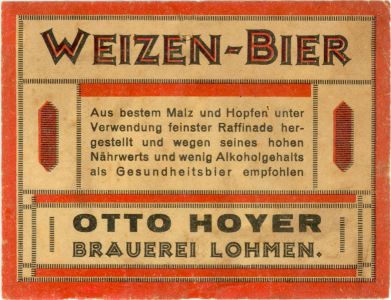 WEIZEN-BIER
Aus bestem Malz und Hopfen unter
Verwendung feinster Raffinade her-
gestellt und wegen seines hohen
Nährwerts und wenig Alkoholgehalts
als Gesundheitsbier empfohlen
OTTO HOYER
BRAUEREI LOHMEN.